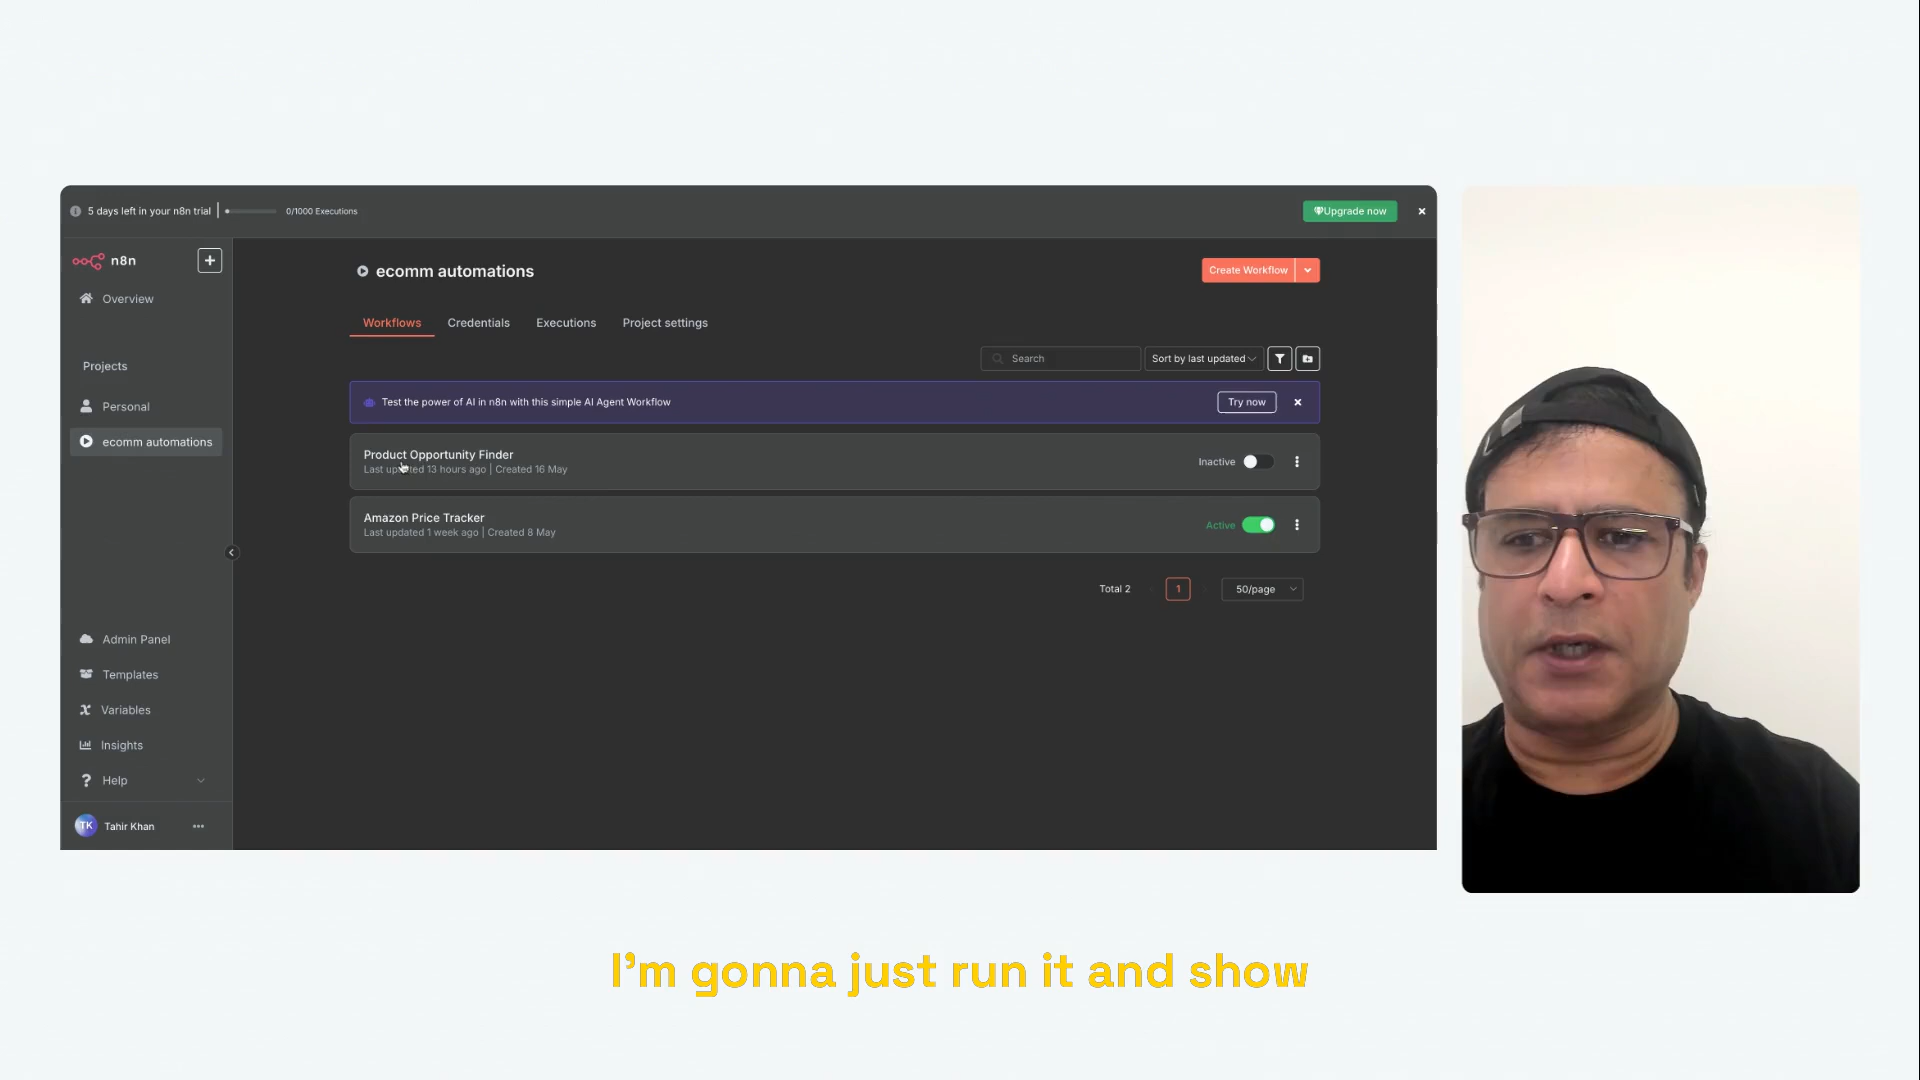 5 days left in your n8n trial
0/1000 Executions
Upgrade now
n8n
Overview
Projects
Personal
ecomm automations
Admin Panel
Templates
Variables
Insights
Help
TK
Tahir Khan
ecomm automations
Create Workflow
Workflows
Credentials
Executions
Project settings
Search
Sort by last updated
Test the power of AI in n8n with this simple AI Agent Workflow
Try now
Product Opportunity Finder
Last updated 13 hours ago | Created 16 May
Inactive
Amazon Price Tracker
Last updated 1 week ago | Created 8 May
Active
Total 2
1
50/page
I'm gonna just run it and show